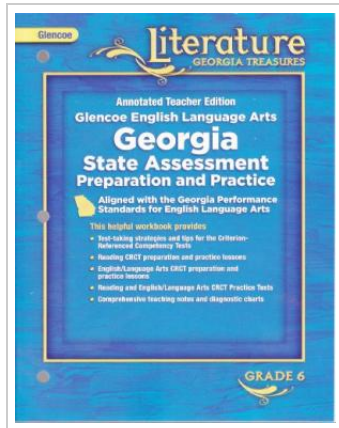 Glencoe
Literature
GEORGIA TREASURES
Annotated Teacher Edition
Glencoe English Language Arts
Georgia
State Assessment
Preparation and Practice
Aligned with the Georgia Performance
Standards for English Language Arts
This helpful workbook provides
• Test-taking strategies and tips for the Criterion-
Referenced Competency Tests
• Reading CRCT preparation and practice lessons
• English/Language Arts CRCT preparation and
practice lessons
• Reading and English/Language Arts CRCT Practice Tests
• Comprehensive teaching notes and diagnostic charts
GRADE 6